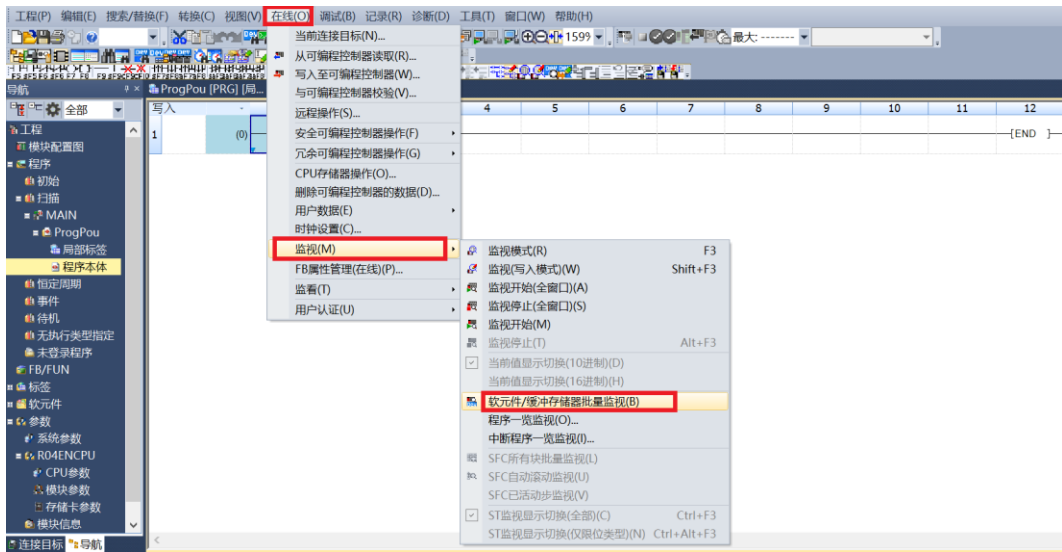 工程(P) 编辑(E) 搜索/替换(F) 转换(C) 视图(V) 在线(O) 调试(B) 记录(R) 诊断(D) 工具(T) 窗口(W) 帮助(H)
1599
最大: -------
导航
ProgPou [PRG] [局...
全部
写入
4 5 6 7 8 9 10 11 12
1 (0) [END ]
工程
模块配置图
程序
初始
扫描
MAIN
ProgPou
局部标签
程序本体
恒定周期
事件
待机
无执行类型指定
未登录程序
FB/FUN
标签
软元件
参数
系统参数
R04ENCPU
CPU参数
模块参数
存储卡参数
模块信息
连接目标 导航
当前连接目标(N)...
从可编程控制器读取(R)...
写入至可编程控制器(W)...
与可编程控制器校验(V)...
远程操作(S)...
安全可编程控制器操作(F)
冗余可编程控制器操作(G)
CPU存储器操作(O)...
删除可编程控制器的数据(D)...
用户数据(E)
时钟设置(C)...
监视(M)
FB属性管理(在线)(P)...
监看(T)
用户认证(U)
监视模式(R) F3
监视(写入模式)(W) Shift+F3
监视开始(全窗口)(A)
监视停止(全窗口)(S)
监视开始(M)
监视停止(T) Alt+F3
当前值显示切换(10进制)(D)
当前值显示切换(16进制)(H)
软元件/缓冲存储器批量监视(B)
程序一览监视(O)...
中断程序一览监视(I)...
SFC所有块批量监视(L)
SFC自动滚动监视(U)
SFC已活动步监视(V)
ST监视显示切换(全部)(C) Ctrl+F3
ST监视显示切换(仅限位类型)(N) Ctrl+Alt+F3